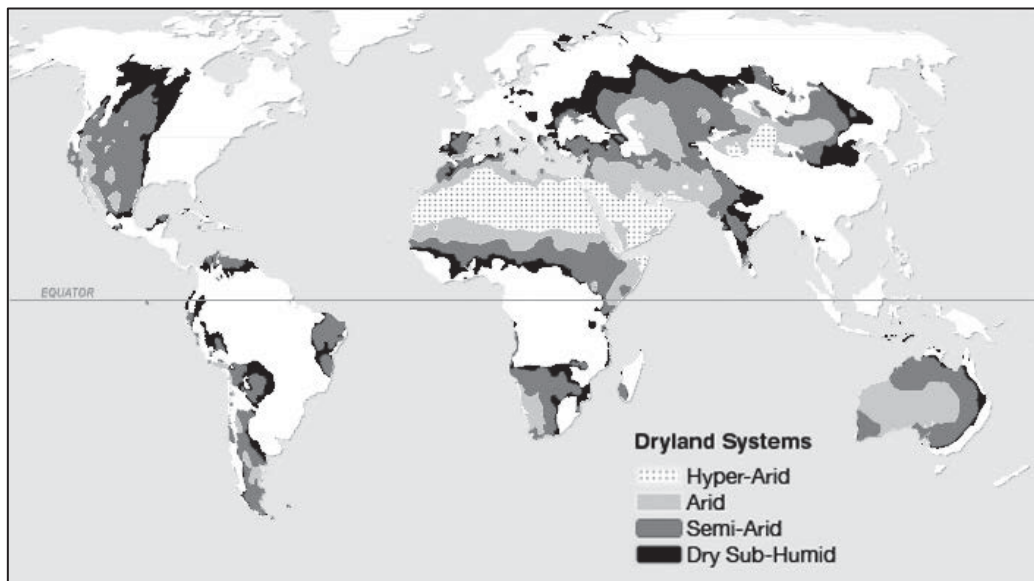 EQUATOR
Dryland Systems
Hyper-Arid
Arid
Semi-Arid
Dry Sub-Humid